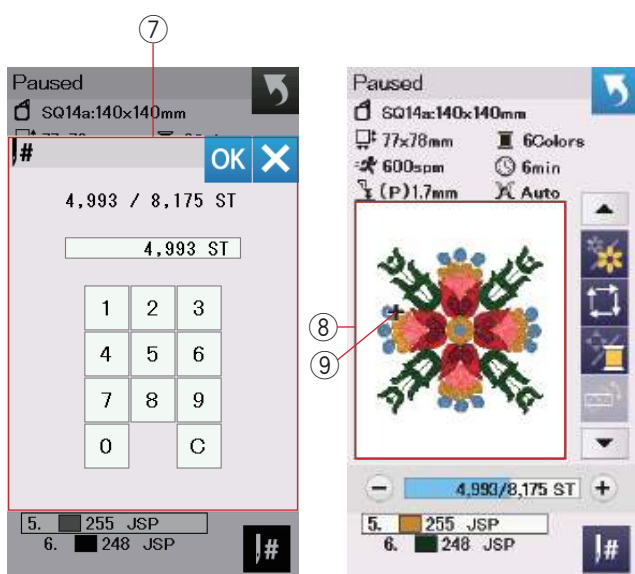 ⑦
Paused
SQ14a:140x140mm
#
OK
4,993 / 8,175 ST
4,993 ST
1 2 3
4 5 6
7 8 9
0 C
5. 255 JSP
6. 248 JSP
#
Paused
SQ14a:140x140mm
77x78mm 6Colors
600spm 6min
(P)1.7mm Auto
⑧
⑨
− 4,993/8,175 ST +
5. 255 JSP
6. 248 JSP
#